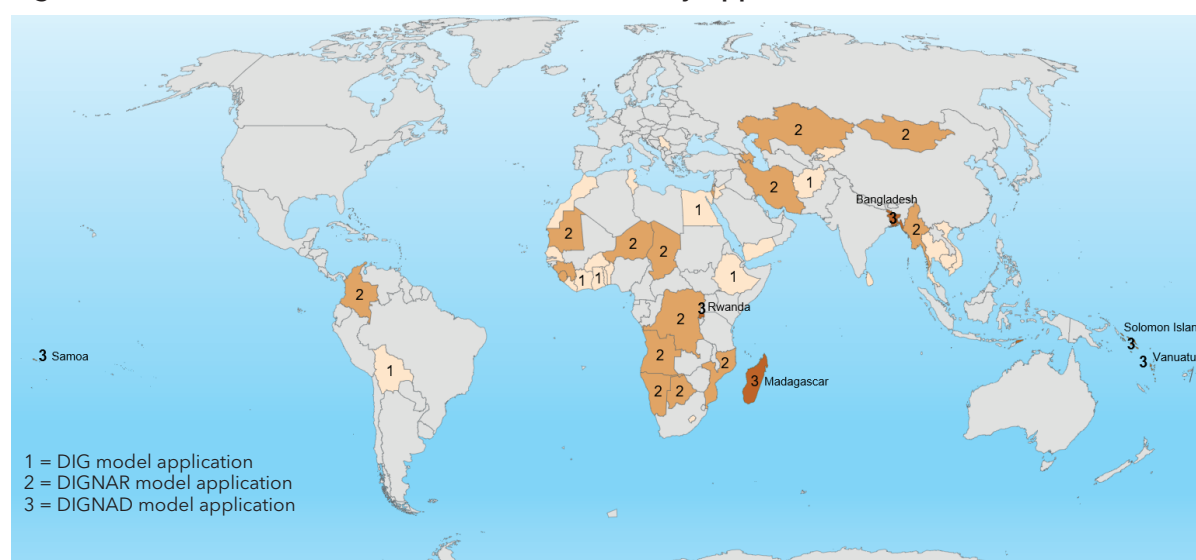 2
2
2
1
Bangladesh
3
2
1
2
2
2
1
1
1
2
3 Rwanda
2
Solomon Islan
3
3 Samoa
2
2
3 Vanuatu
1
3 Madagascar
2
2
1 = DIG model application
2 = DIGNAR model application
3 = DIGNAD model application